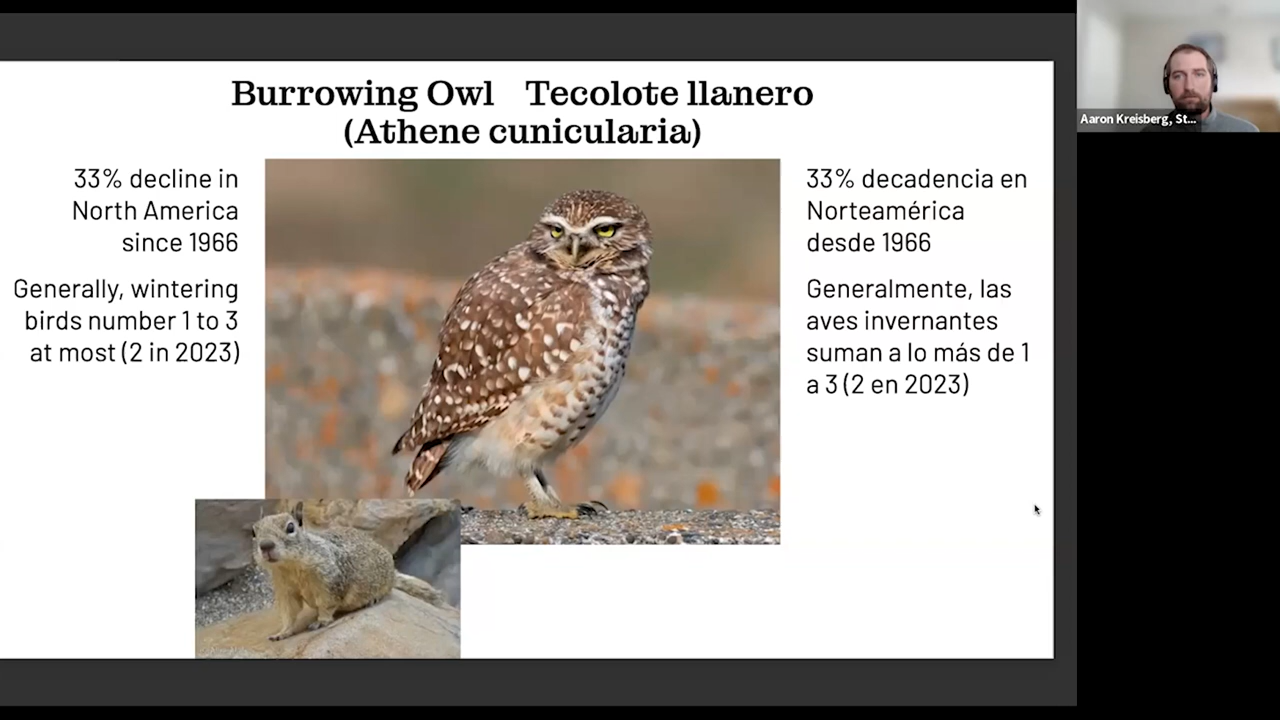 Burrowing Owl Tecolote llanero
(Athene cunicularia)
33% decline in
North America
since 1966
Generally, wintering
birds number 1 to 3
at most (2 in 2023)
33% decadencia en
Norteamérica
desde 1966
Generalmente, las
aves invernantes
suman a lo más de 1
a 3 (2 en 2023)
Aaron Kreisberg, St...